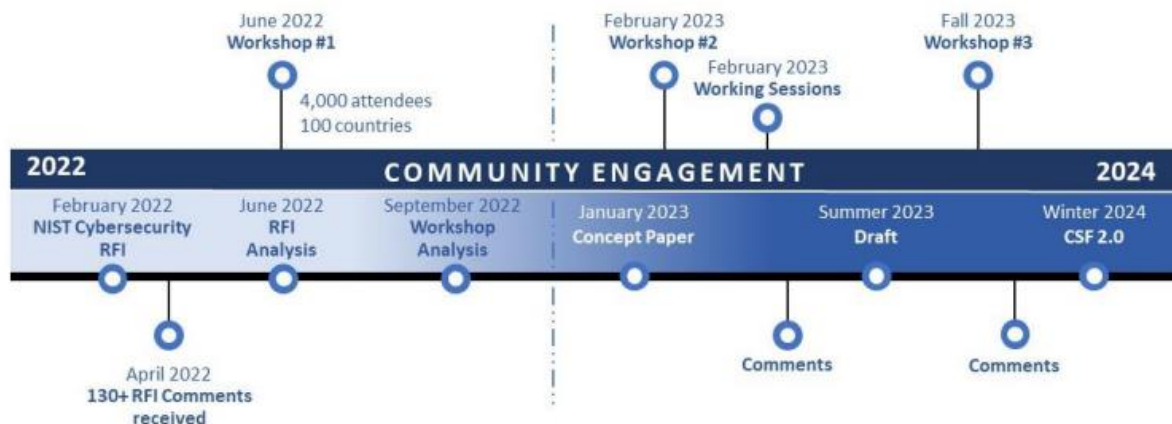 June 2022
Workshop #1
4,000 attendees
100 countries
February 2023
Workshop #2
February 2023
Working Sessions
Fall 2023
Workshop #3
2022
COMMUNITY ENGAGEMENT
2024
February 2022
NIST Cybersecurity
RFI
June 2022
RFI
Analysis
September 2022
Workshop
Analysis
January 2023
Concept Paper
Summer 2023
Draft
Winter 2024
CSF 2.0
April 2022
130+ RFI Comments
received
Comments
Comments